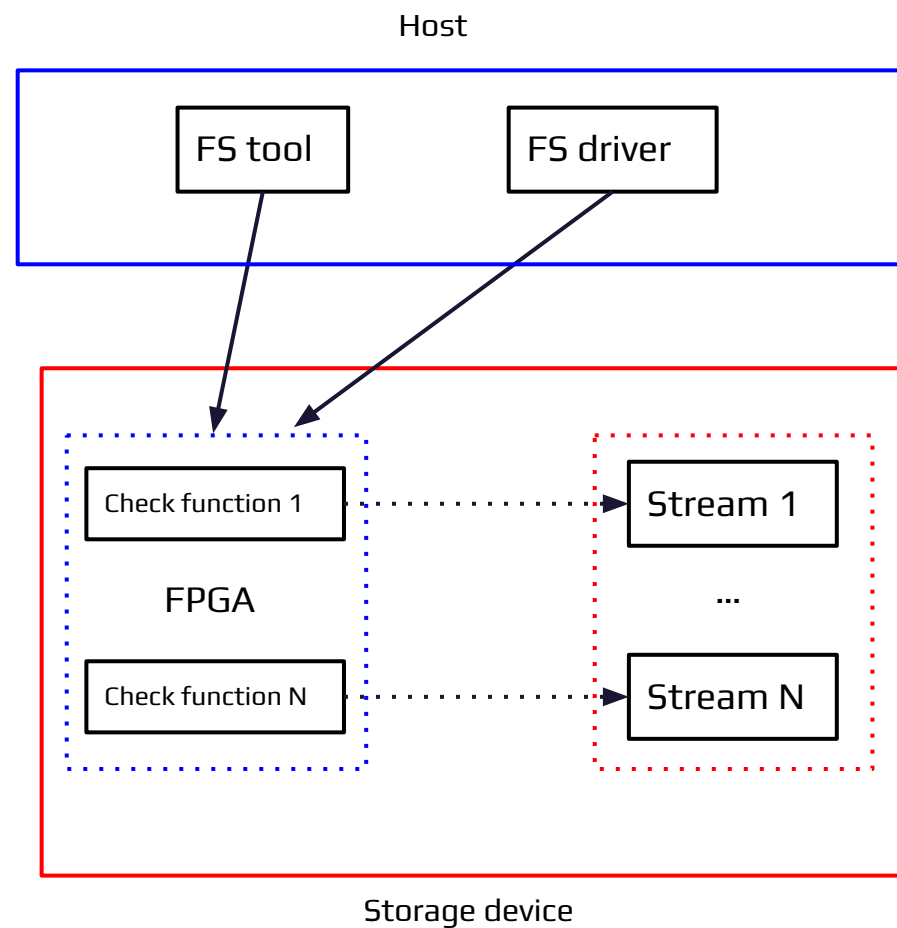 Host
FS tool
FS driver
Check function 1
Stream 1
FPGA
...
Check function N
Stream N
Storage device